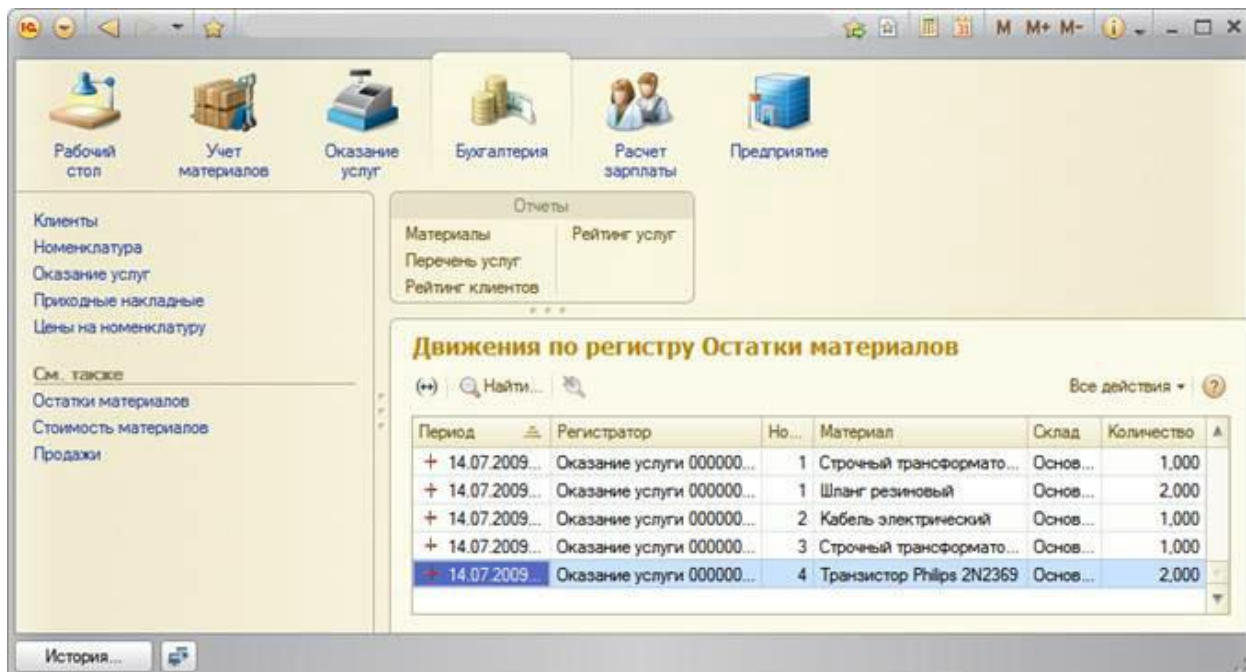 1С
31
M M+ M-
Рабочий
стол
Учет
материалов
Оказание
услуг
Бухгалтерия
Расчет
зарплаты
Предприятие
Клиенты
Номенклатура
Оказание услуг
Приходные накладные
Цены на номенклатуру
См. также
Остатки материалов
Стоимость материалов
Продажи
Отчеты
Материалы Рейтинг услуг
Перечень услуг
Рейтинг клиентов
Движения по регистру Остатки материалов
Найти... Все действия ?
Период Регистратор Но... Материал Склад Количество
14.07.2009... Оказание услуги 000000... 1 Строчный трансформато... Основ... 1,000
14.07.2009... Оказание услуги 000000... 1 Шланг резиновый Основ... 2,000
14.07.2009... Оказание услуги 000000... 2 Кабель электрический Основ... 1,000
14.07.2009... Оказание услуги 000000... 3 Строчный трансформато... Основ... 1,000
14.07.2009... Оказание услуги 000000... 4 Транзистор Philips 2N2369 Основ... 2,000
История...